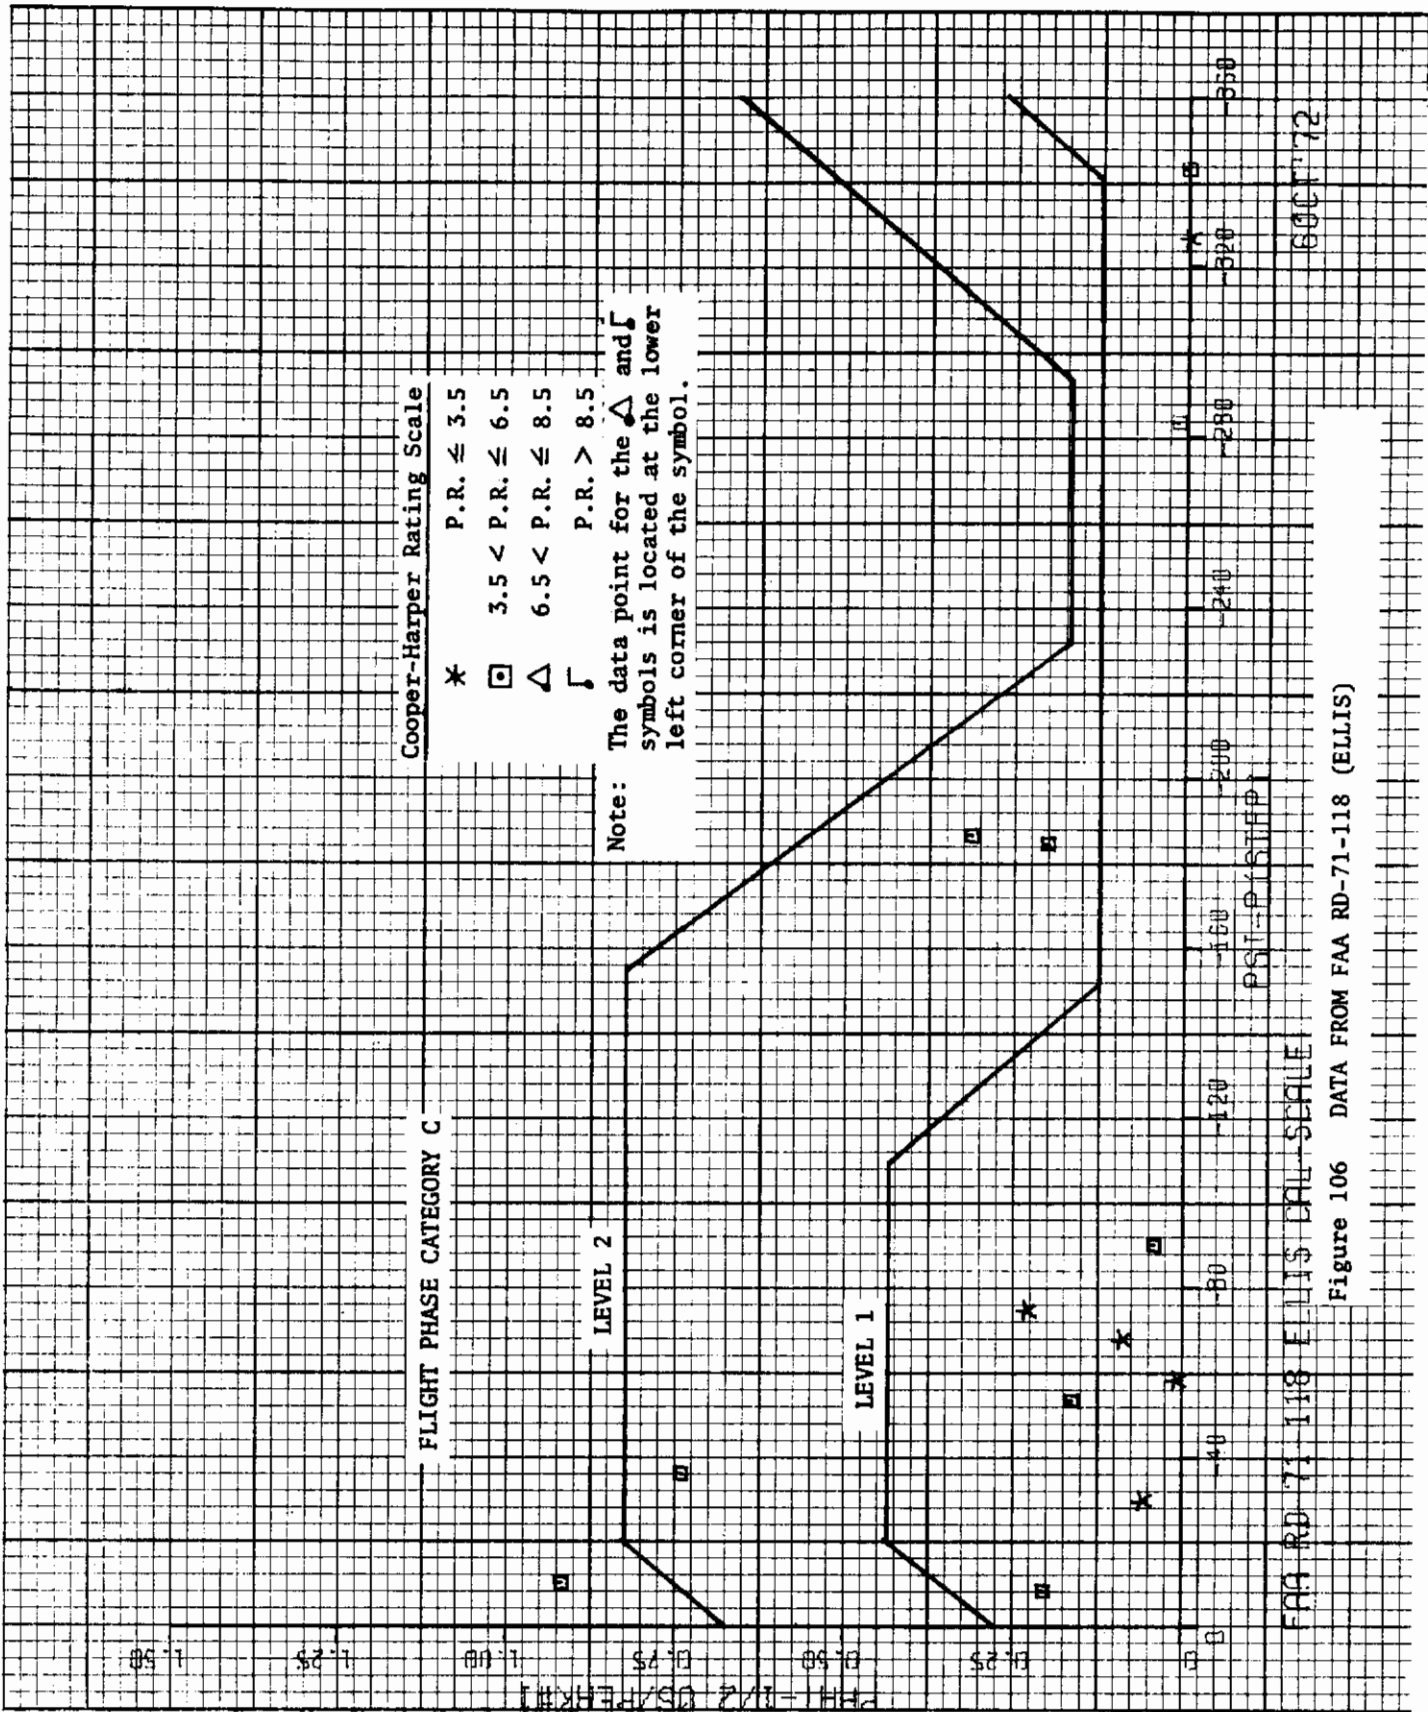 FLIGHT PHASE CATEGORY C
LEVEL 2
LEVEL 1
Cooper-Harper Rating Scale
P.R. ≤ 3.5
3.5 < P.R. ≤ 6.5
6.5 < P.R. ≤ 8.5
P.R. > 8.5
Note: The data point for the △ and
symbols is located at the lower
left corner of the symbol.
1.50
1.25
1.00
0.75
0.50
0.25
0
0
-40
-80
-120
-160
-200
-240
-280
-320
-360
FAA RD 71 118 ELLIS CAL SCALE
6OCT'72
Figure 106 DATA FROM FAA RD-71-118 (ELLIS)